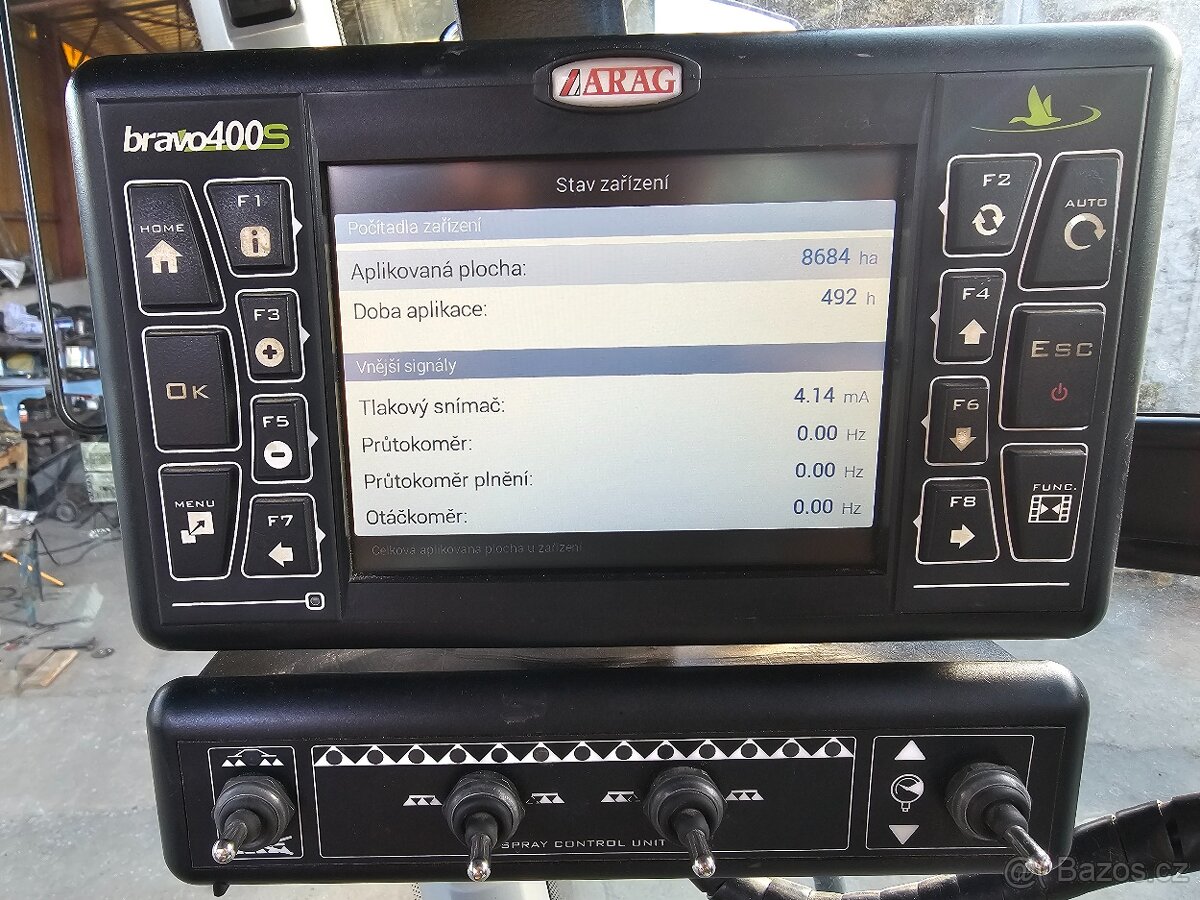 ARAG
bravo400S
Stav zařízení
Počítadla zařízení
Aplikovaná plocha: 8684 ha
Doba aplikace: 492 h
Vnější signály
Tlakový snímač: 4.14 mA
Průtokoměr: 0.00 Hz
Průtokoměr plnění: 0.00 Hz
Otáčkoměr: 0.00 Hz
Celková aplikovaná plocha u zařízení
HOME
F1
OK
F3
F5
MENU
F7
F2
AUTO
F4
ESC
F6
F8
FUNC.
SPRAY CONTROL UNIT
Bazos.cz